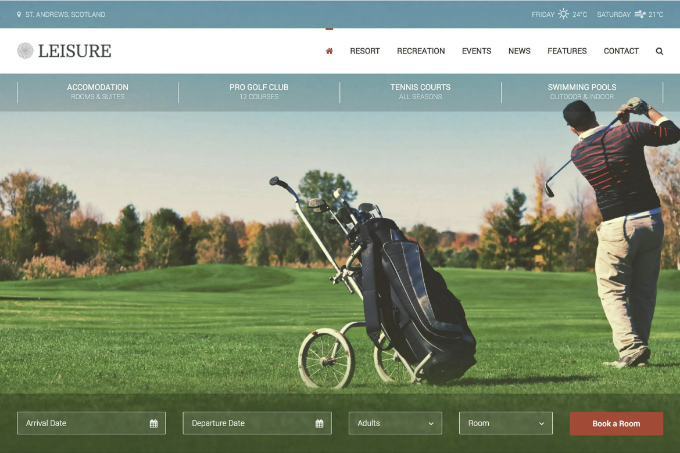 ST. ANDREWS, SCOTLAND
FRIDAY 24°C SATURDAY 21°C
LEISURE
RESORT RECREATION EVENTS NEWS FEATURES CONTACT
ACCOMODATION
ROOMS & SUITES
PRO GOLF CLUB
12 COURSES
TENNIS COURTS
ALL SEASONS
SWIMMING POOLS
OUTDOOR & INDOOR
Arrival Date
Departure Date
Adults
Room
Book a Room